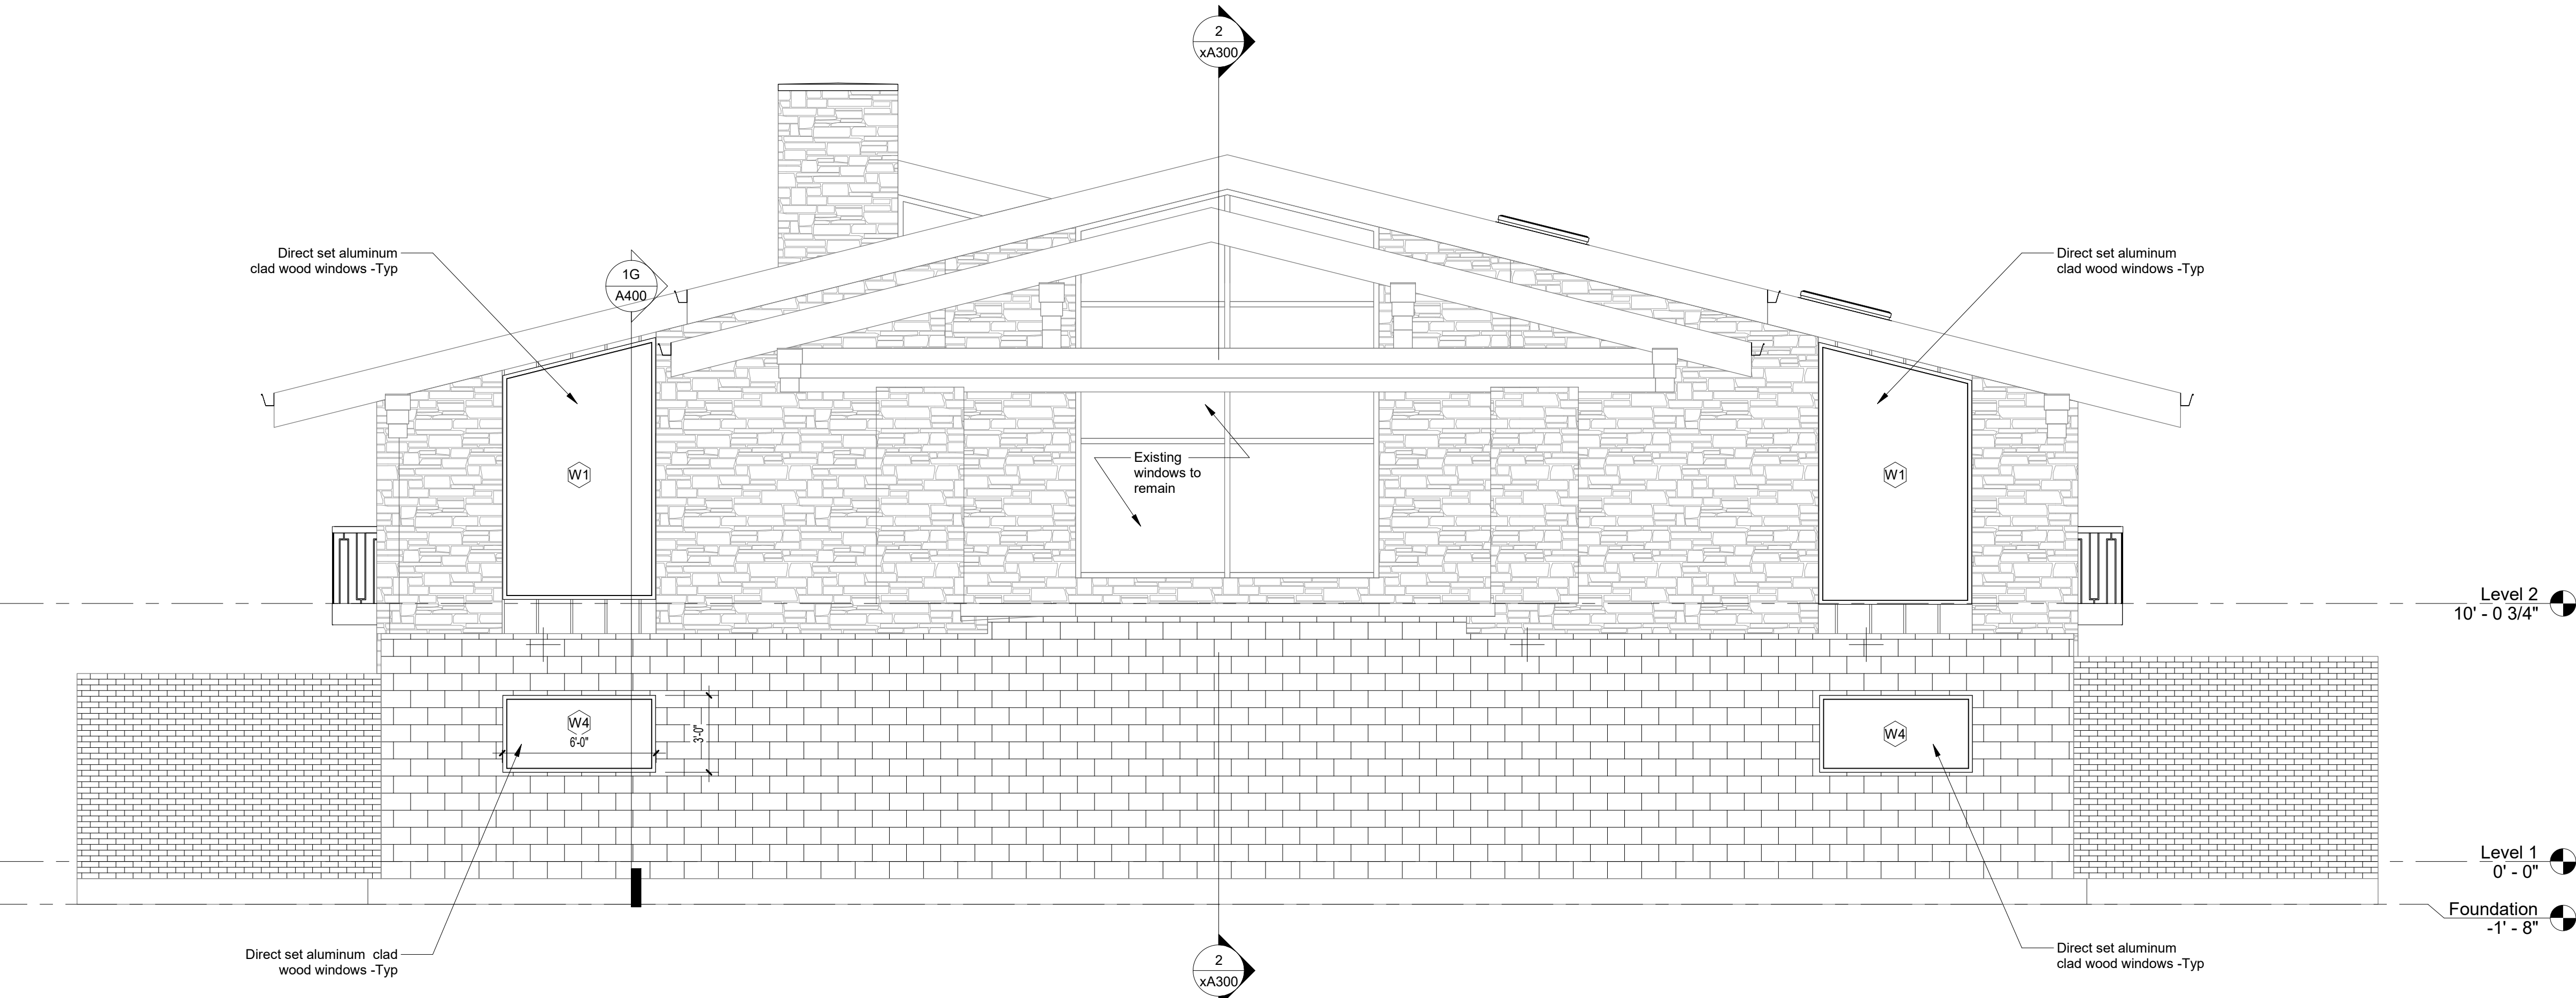 2
xA300
Direct set aluminum
clad wood windows -Typ
1G
A400
Direct set aluminum
clad wood windows -Typ
W1
Existing
windows to
remain
W1
Level 2
10' - 0 3/4"
W4
6'-0"
3'-0"
W4
Level 1
0' - 0"
Foundation
-1' - 8"
Direct set aluminum  clad
wood windows -Typ
2
xA300
Direct set aluminum
clad wood windows -Typ